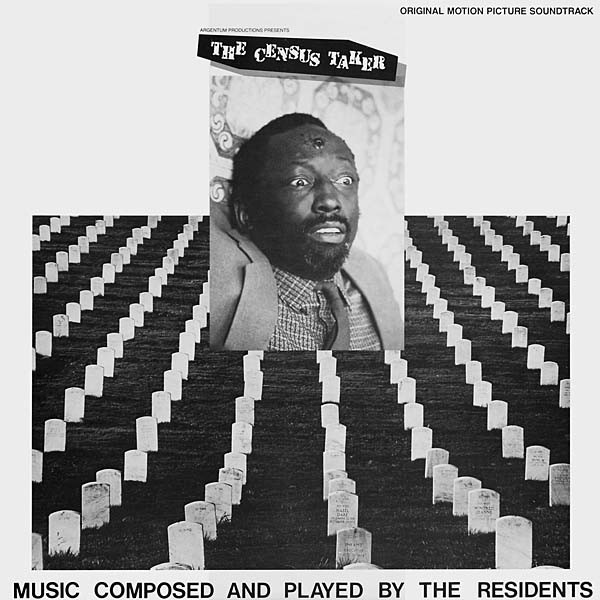 ORIGINAL MOTION PICTURE SOUNDTRACK
ARGENTUM PRODUCTIONS PRESENTS
THE CENSUS TAKER
MUSIC COMPOSED AND PLAYED BY THE RESIDENTS